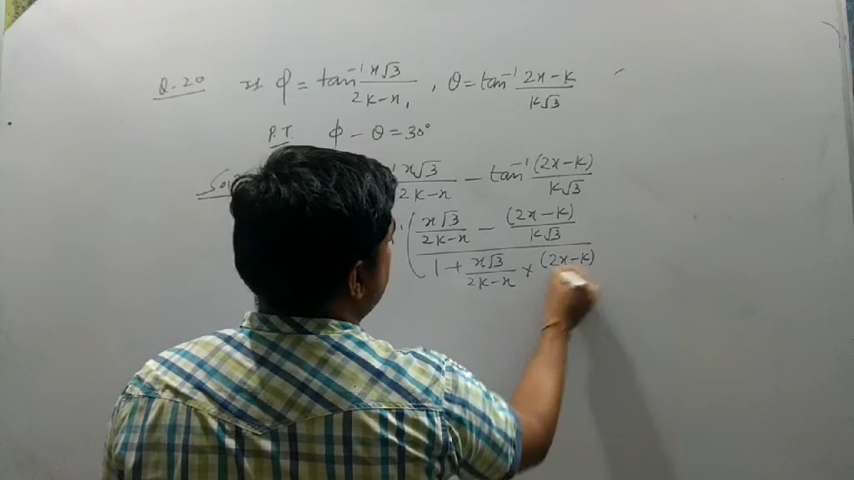 Q.20 If φ = tan⁻¹ x√3/2k-x, θ = tan⁻¹ 2x-k/k√3
P.T. φ - θ = 30°
x√3/2k-x - tan⁻¹ (2x-k)/k√3
( x√3/2k-x - (2x-k)/k√3
1 + x√3/2k-x × (2x-k)